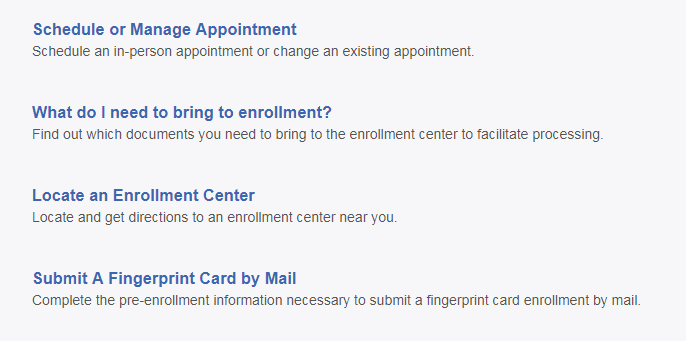 Schedule or Manage Appointment
Schedule an in-person appointment or change an existing appointment.
What do I need to bring to enrollment?
Find out which documents you need to bring to the enrollment center to facilitate processing.
Locate an Enrollment Center
Locate and get directions to an enrollment center near you.
Submit A Fingerprint Card by Mail
Complete the pre-enrollment information necessary to submit a fingerprint card enrollment by mail.